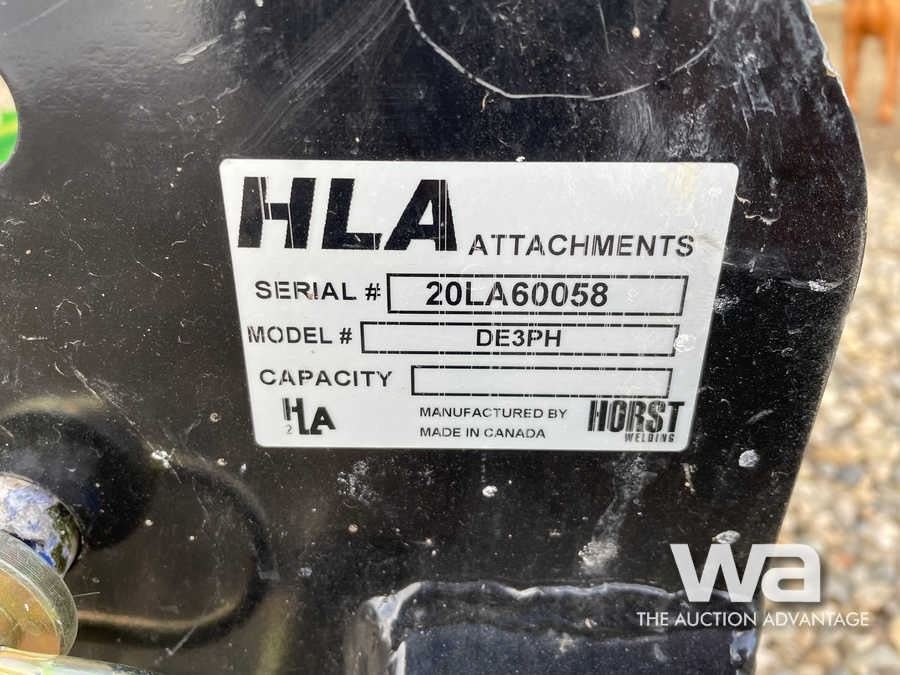 HLA ATTACHMENTS
SERIAL # 20LA60058
MODEL # DE3PH
CAPACITY
HLA
2
MANUFACTURED BY HORST WELDING
MADE IN CANADA
wa
THE AUCTION ADVANTAGE